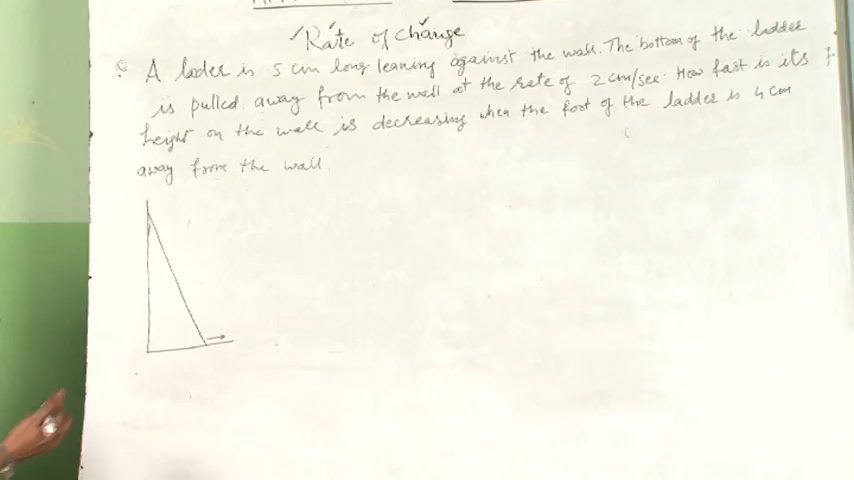 Rate of change
Q A lader is 5 cm long leaning against the wall. The bottom of the ladder
is pulled away from the wall at the rate of 2 cm/sec. How fast is its
height on the wall is decreasing when the foot of the ladder is 4 cm
away from the wall.